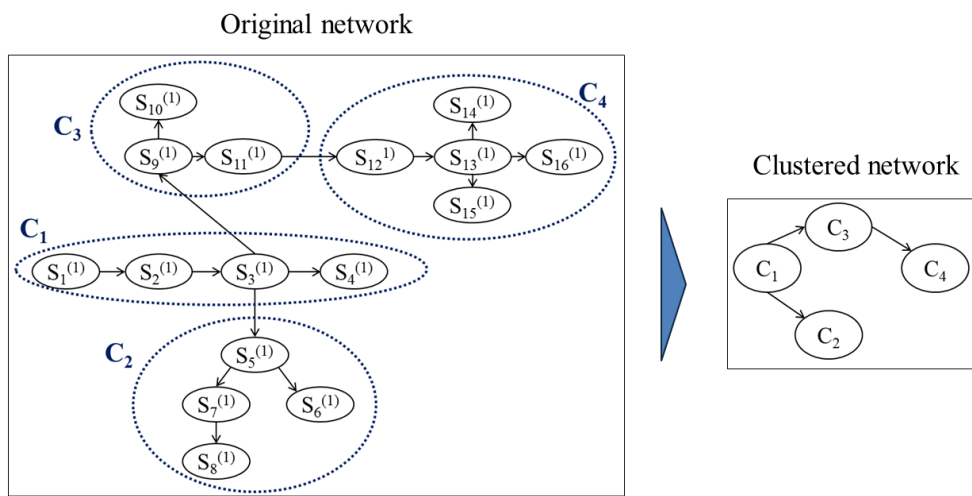 Original network
S10(1)
S14(1)
C4
C3
S9(1) S11(1) S12 1) S13(1) S16(1)
S15(1)
C1
S1(1) S2(1) S3(1) S4(1)
C2
S5(1)
S7(1) S6(1)
S8(1)
Clustered network
C3
C1 C4
C2